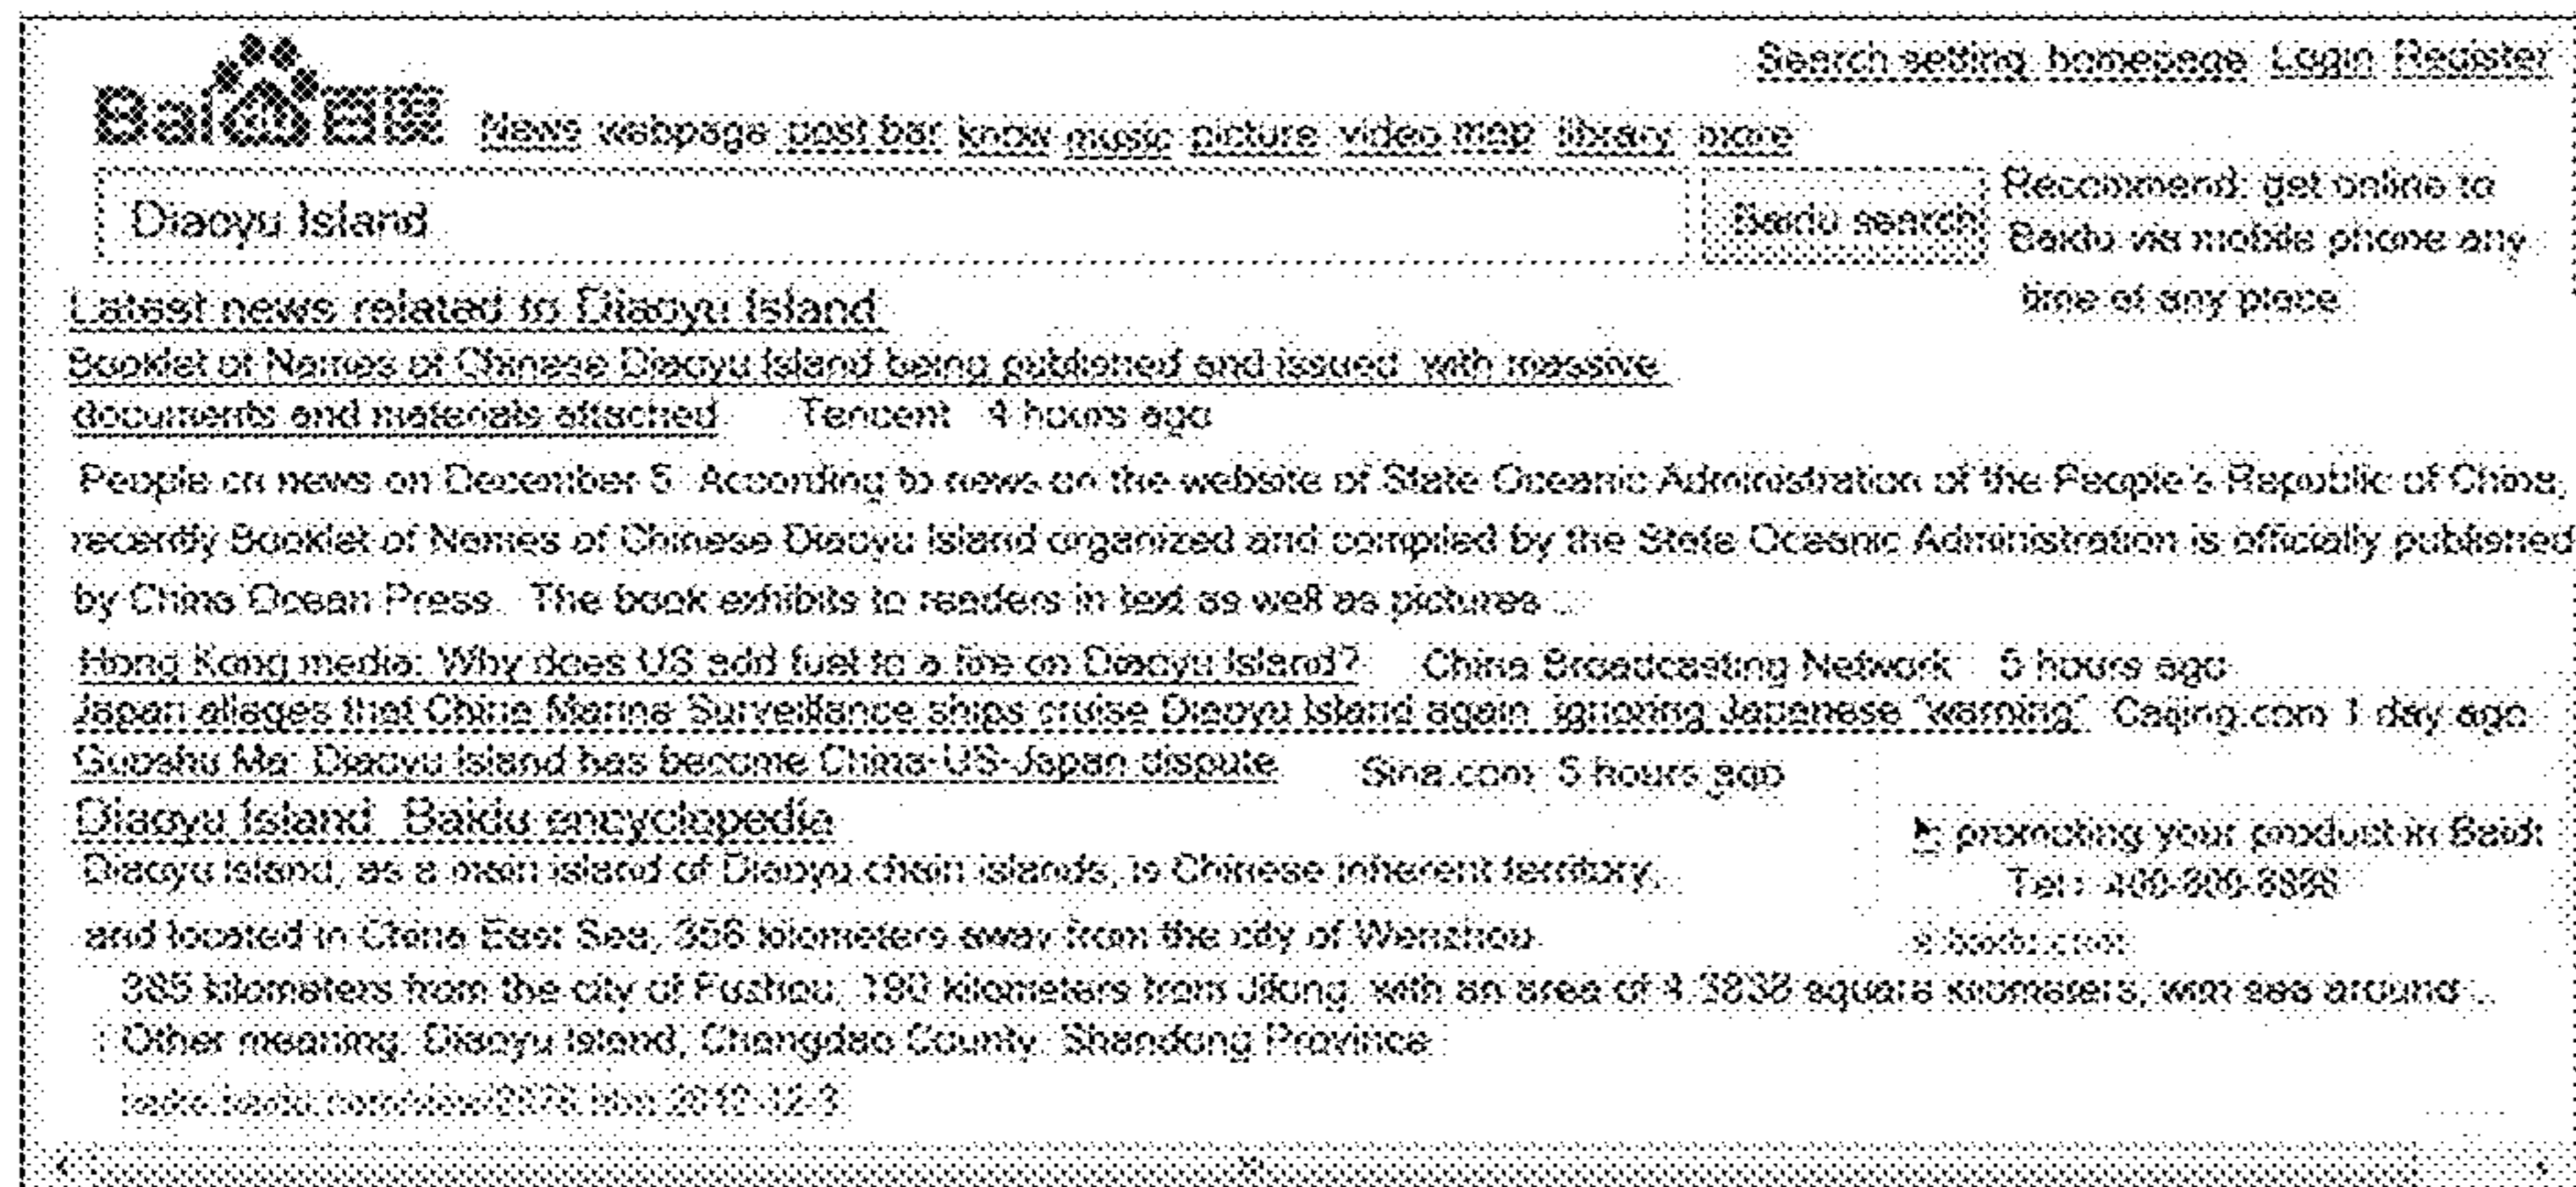 Search setting homepage Login Register
Bai du 百度
News webpage post bar know music picture video map library more
Diaoyu Island
Baidu search
Recommend: get online to
Baidu via mobile phone any
time at any place
Latest news related to Diaoyu Island
Booklet of Names of Chinese Diaoyu Island being published and issued with massive
documents and materials attached Tencent 4 hours ago
People cn news on December 5 According to news on the website of State Oceanic Administration of the People's Republic of China,
recently Booklet of Names of Chinese Diaoyu Island organized and compiled by the State Oceanic Administration is officially published
by China Ocean Press. The book exhibits to readers in text as well as pictures ...
Hong Kong media: Why does US add fuel to a fire on Diaoyu Island? China Broadcasting Network 5 hours ago
Japan alleges that China Marine Surveillance ships cruise Diaoyu Island again ignoring Japanese "warning" Caijing.com 1 day ago
Guoshu Ma: Diaoyu Island has become China-US-Japan dispute Sina.com 5 hours ago
Diaoyu Island Baidu encyclopedia
Diaoyu Island, as a main island of Diaoyu chain islands, is Chinese inherent territory,
and located in China East Sea, 356 kilometers away from the city of Wenzhou
385 kilometers from the city of Fuzhou, 190 kilometers from Jilong, with an area of 4.3838 square kilometers, with sea around ...
Other meaning: Diaoyu Island, Changdao County Shandong Province
2012-12-3
promoting your product in Baidu
Tel :